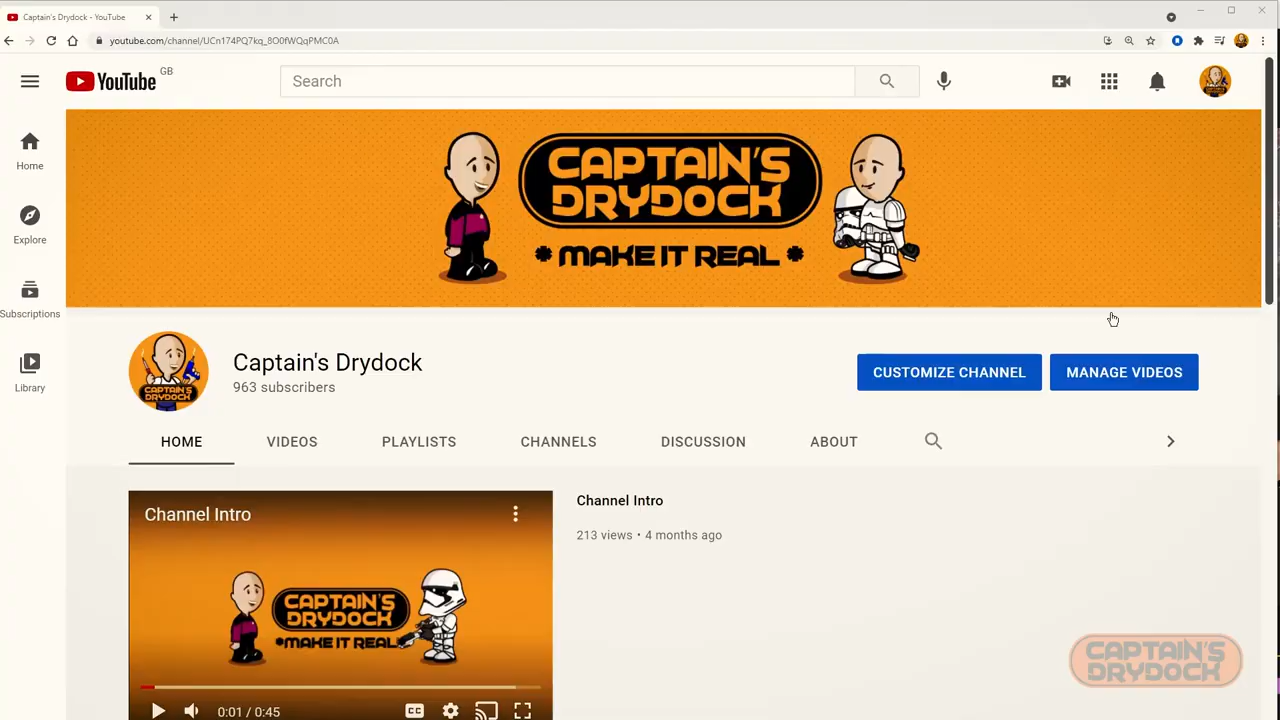 Captain's Drydock - YouTube
youtube.com/channel/UCn174PQ7kq_8O0fWQqPMC0A
YouTube GB
Search
Home
Explore
Subscriptions
Library
CAPTAIN'S
DRYDOCK
* MAKE IT REAL *
CAPTAIN'S
DRYDOCK
Captain's Drydock
963 subscribers
CUSTOMIZE CHANNEL
MANAGE VIDEOS
HOME VIDEOS PLAYLISTS CHANNELS DISCUSSION ABOUT
Channel Intro
CAPTAIN'S
DRYDOCK
*MAKE IT REAL
0:01 / 0:45
CC
Channel Intro
213 views • 4 months ago
CAPTAIN'S
DRYDOCK